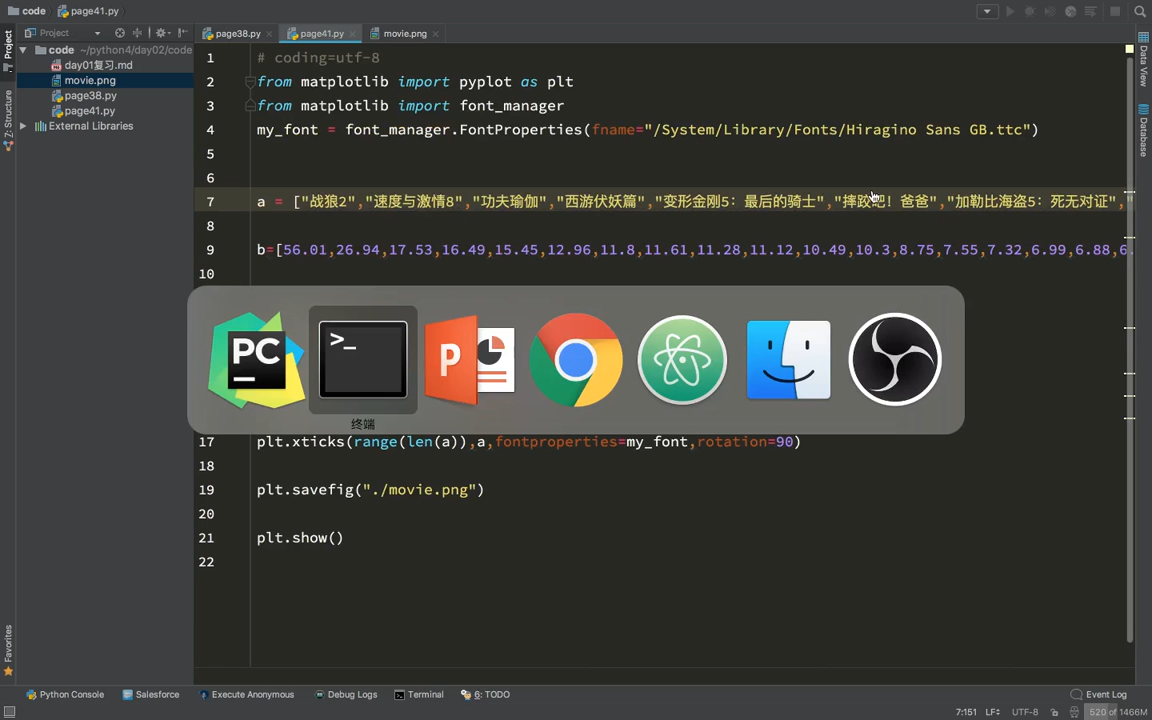 code
page41.py
Project
page38.py
page41.py
movie.png
code ~/python4/day02/code
day01复习.md
movie.png
page38.py
page41.py
External Libraries
Project
Z: Structure
Favorites
Data View
Database
1 # coding=utf-8
2 from matplotlib import pyplot as plt
3 from matplotlib import font_manager
4 my_font = font_manager.FontProperties(fname="/System/Library/Fonts/Hiragino Sans GB.ttc")
5
6
7 a = ["战狼2","速度与激情8","功夫瑜伽","西游伏妖篇","变形金刚5：最后的骑士","摔跤吧！爸爸","加勒比海盗5：死无对证","
8
9 b=[56.01,26.94,17.53,16.49,15.45,12.96,11.8,11.61,11.28,11.12,10.49,10.3,8.75,7.55,7.32,6.99,6.88,6.
10
PC
>_
P
终端
17 plt.xticks(range(len(a)),a,fontproperties=my_font,rotation=90)
18
19 plt.savefig("./movie.png")
20
21 plt.show()
22
Python Console
Salesforce
Execute Anonymous
Debug Logs
Terminal
6: TODO
Event Log
7:151
LF
UTF-8
520 of 1466M